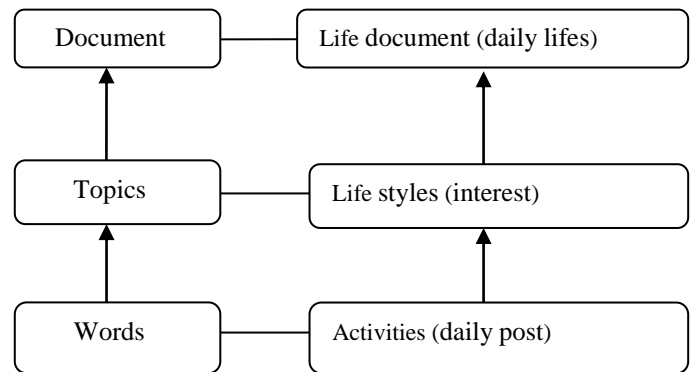 Document
Life document (daily lifes)
Topics
Life styles (interest)
Words
Activities (daily post)